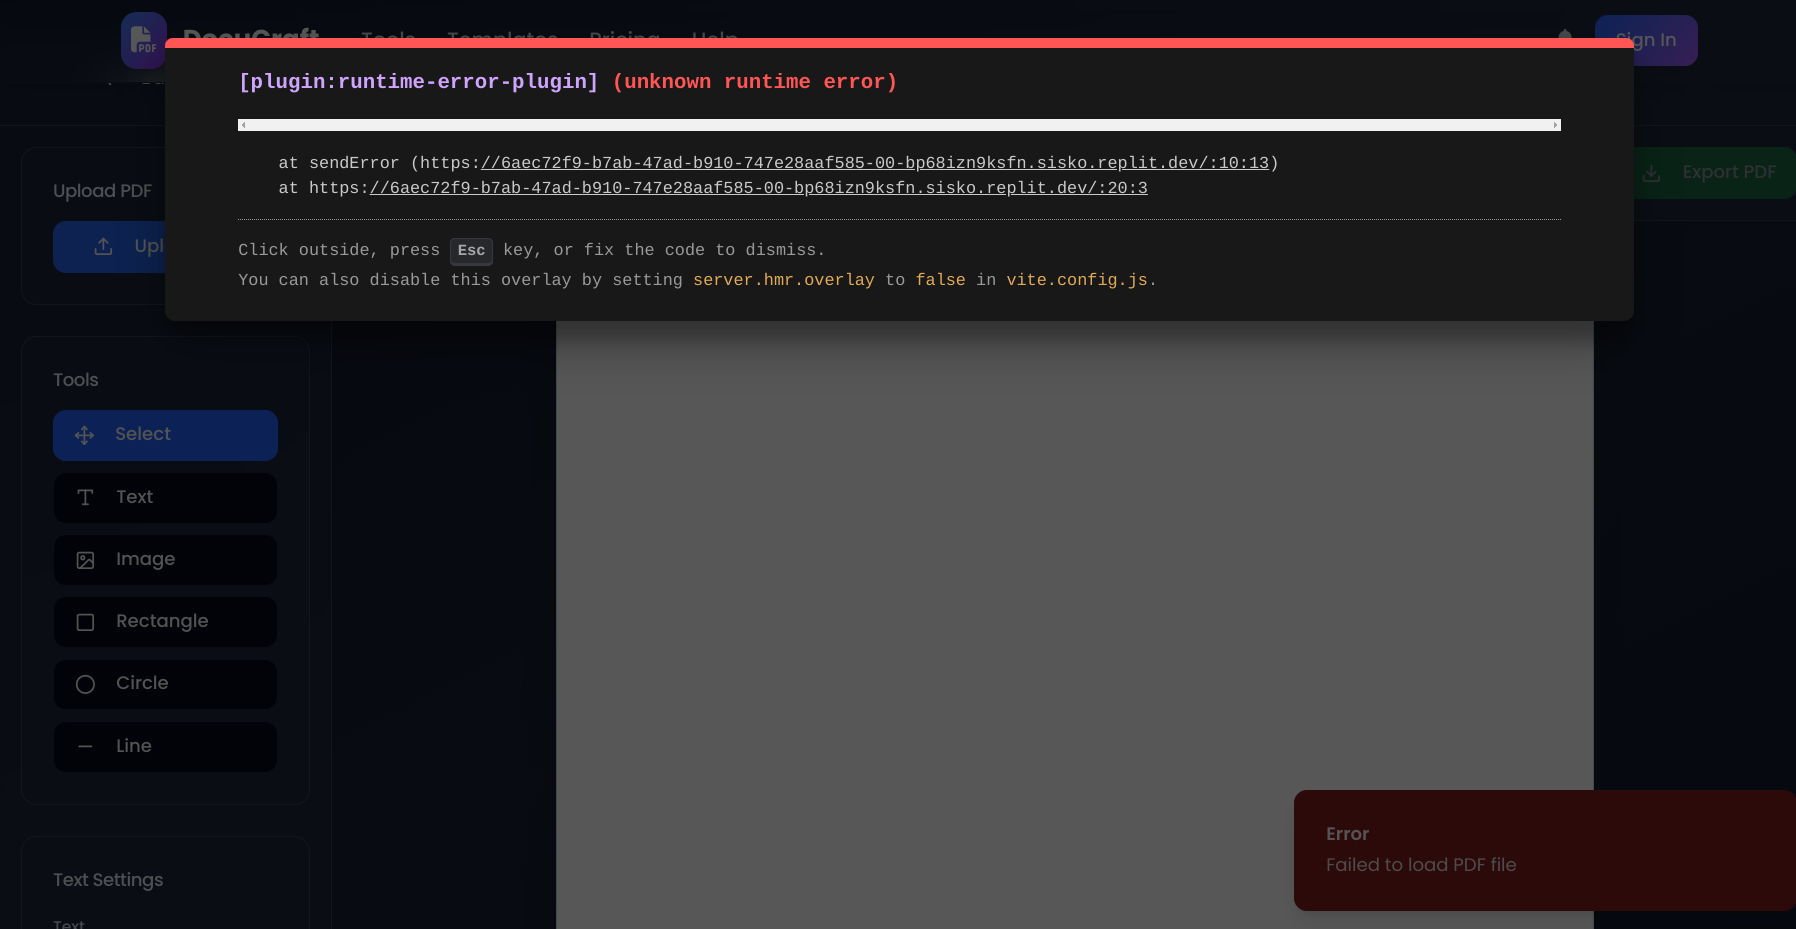 PDF
DocuCraft
Tools
Templates
Pricing
Help
Sign In
[plugin:runtime-error-plugin] (unknown runtime error)
at sendError (https://6aec72f9-b7ab-47ad-b910-747e28aaf585-00-bp68izn9ksfn.sisko.replit.dev/:10:13)
at https://6aec72f9-b7ab-47ad-b910-747e28aaf585-00-bp68izn9ksfn.sisko.replit.dev/:20:3
Click outside, press Esc key, or fix the code to dismiss.
You can also disable this overlay by setting server.hmr.overlay to false in vite.config.js.
Export PDF
Upload PDF
Upl
Tools
Select
Text
Image
Rectangle
Circle
Line
Text Settings
Text
Error
Failed to load PDF file